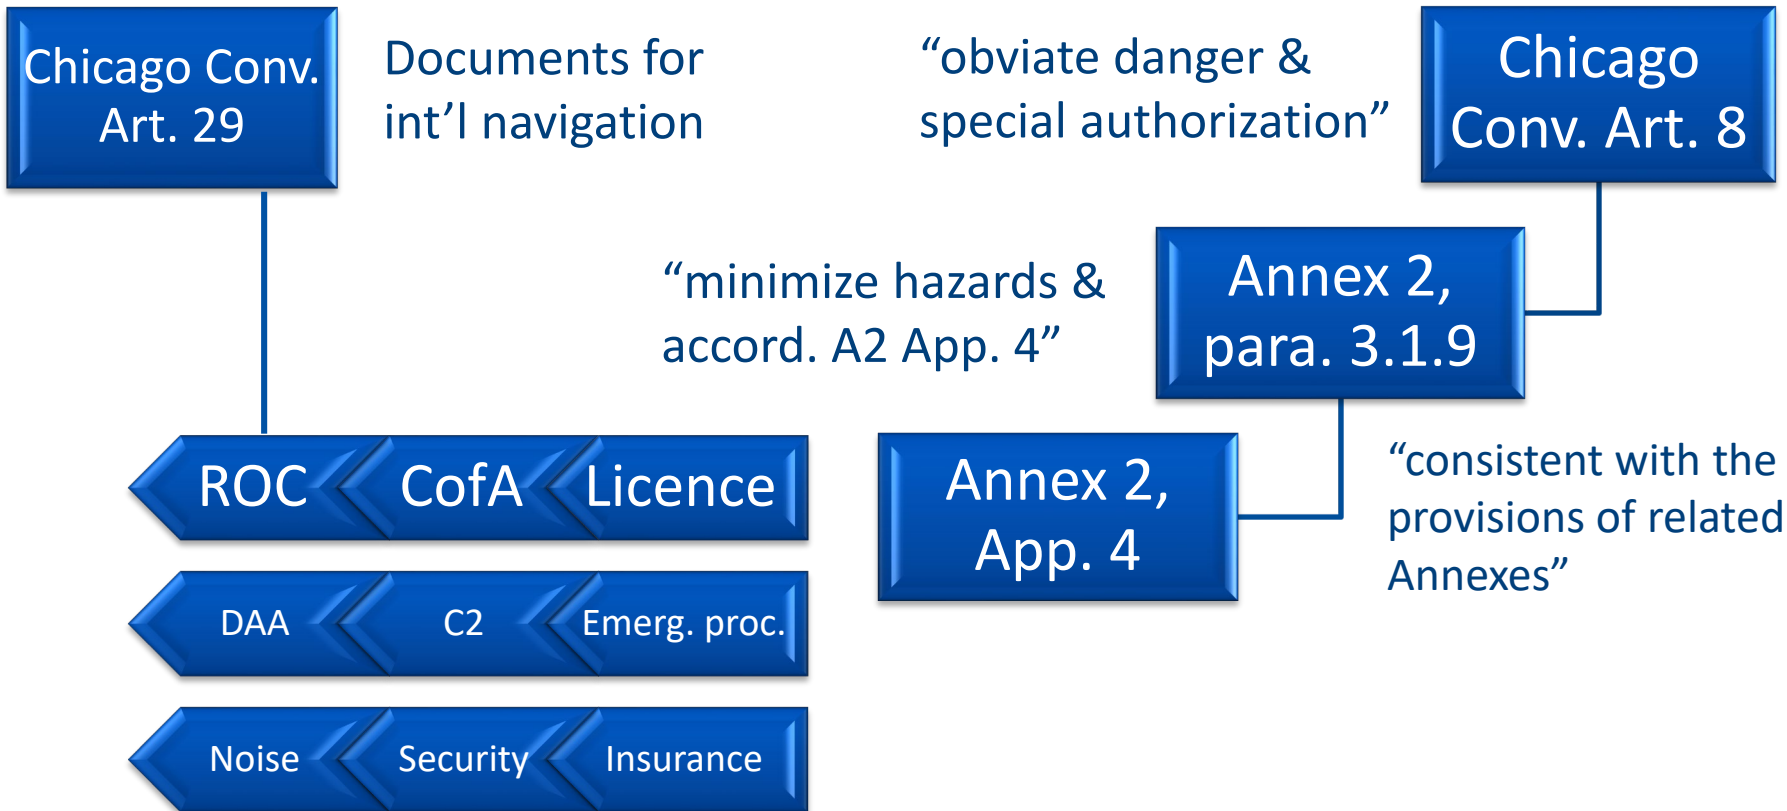 Chicago Conv.
Art. 29
Documents for
int’l navigation
“obviate danger &
special authorization”
Chicago
Conv. Art. 8
“minimize hazards &
accord. A2 App. 4”
Annex 2,
para. 3.1.9
ROC
CofA
Licence
Annex 2,
App. 4
“consistent with the
provisions of related
Annexes”
DAA
C2
Emerg. proc.
Noise
Security
Insurance